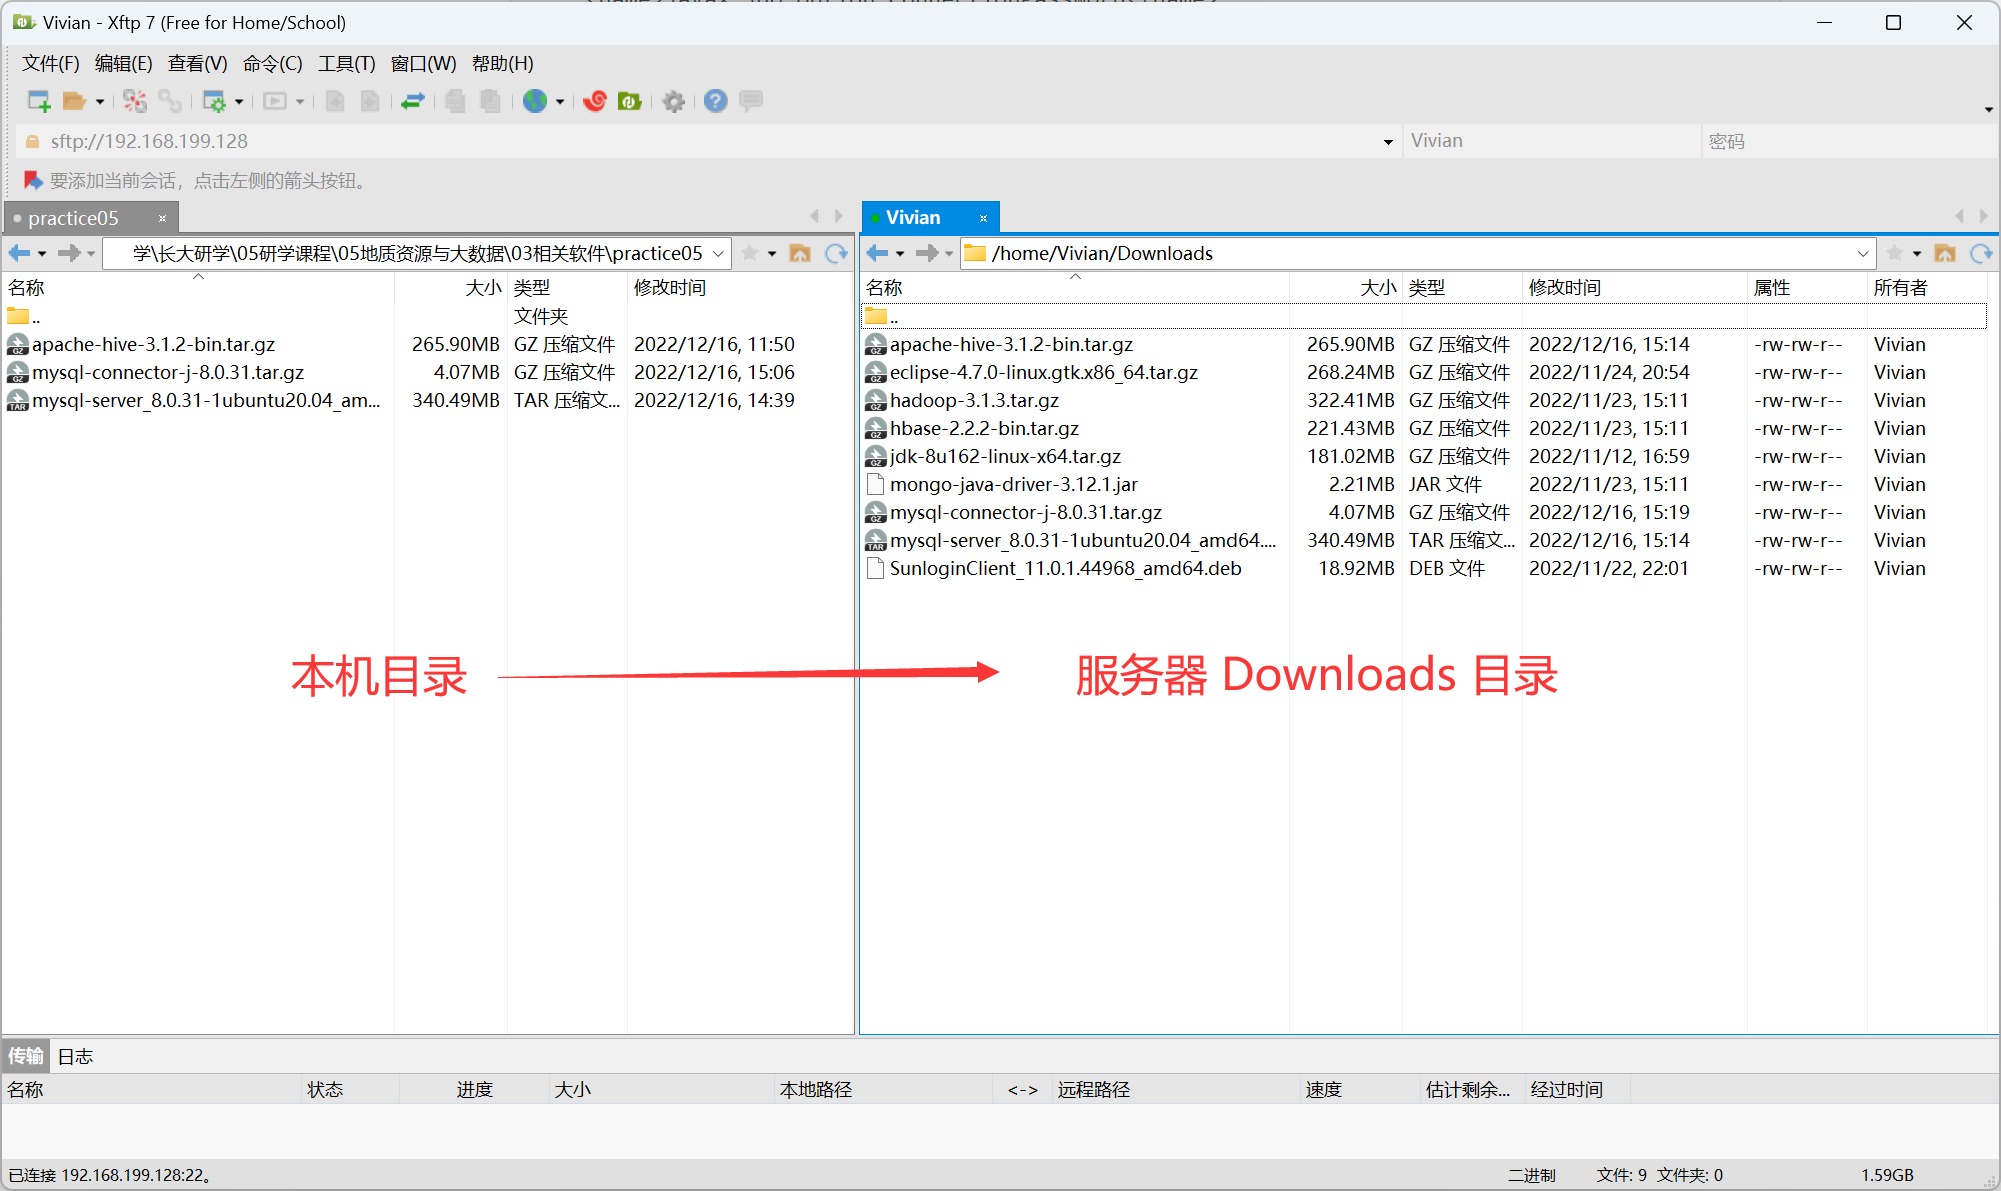 Vivian - Xftp 7 (Free for Home/School)
文件(F) 编辑(E) 查看(V) 命令(C) 工具(T) 窗口(W) 帮助(H)
sftp://192.168.199.128 Vivian 密码
要添加当前会话，点击左侧的箭头按钮。
practice05 Vivian
学\长大研学\05研学课程\05地质资源与大数据\03相关软件\practice05 /home/Vivian/Downloads
名称 大小 类型 修改时间
.. 文件夹
apache-hive-3.1.2-bin.tar.gz 265.90MB GZ 压缩文件 2022/12/16, 11:50
mysql-connector-j-8.0.31.tar.gz 4.07MB GZ 压缩文件 2022/12/16, 15:06
mysql-server_8.0.31-1ubuntu20.04_am... 340.49MB TAR 压缩文... 2022/12/16, 14:39
名称 大小 类型 修改时间 属性 所有者
..
apache-hive-3.1.2-bin.tar.gz 265.90MB GZ 压缩文件 2022/12/16, 15:14 -rw-rw-r-- Vivian
eclipse-4.7.0-linux.gtk.x86_64.tar.gz 268.24MB GZ 压缩文件 2022/11/24, 20:54 -rw-rw-r-- Vivian
hadoop-3.1.3.tar.gz 322.41MB GZ 压缩文件 2022/11/23, 15:11 -rw-rw-r-- Vivian
hbase-2.2.2-bin.tar.gz 221.43MB GZ 压缩文件 2022/11/23, 15:11 -rw-rw-r-- Vivian
jdk-8u162-linux-x64.tar.gz 181.02MB GZ 压缩文件 2022/11/12, 16:59 -rw-rw-r-- Vivian
mongo-java-driver-3.12.1.jar 2.21MB JAR 文件 2022/11/23, 15:11 -rw-rw-r-- Vivian
mysql-connector-j-8.0.31.tar.gz 4.07MB GZ 压缩文件 2022/12/16, 15:19 -rw-rw-r-- Vivian
mysql-server_8.0.31-1ubuntu20.04_amd64.... 340.49MB TAR 压缩文... 2022/12/16, 15:14 -rw-rw-r-- Vivian
SunloginClient_11.0.1.44968_amd64.deb 18.92MB DEB 文件 2022/11/22, 22:01 -rw-rw-r-- Vivian
本机目录 服务器 Downloads 目录
传输 日志
名称 状态 进度 大小 本地路径 <-> 远程路径 速度 估计剩余... 经过时间
已连接 192.168.199.128:22。 二进制 文件: 9 文件夹: 0 1.59GB